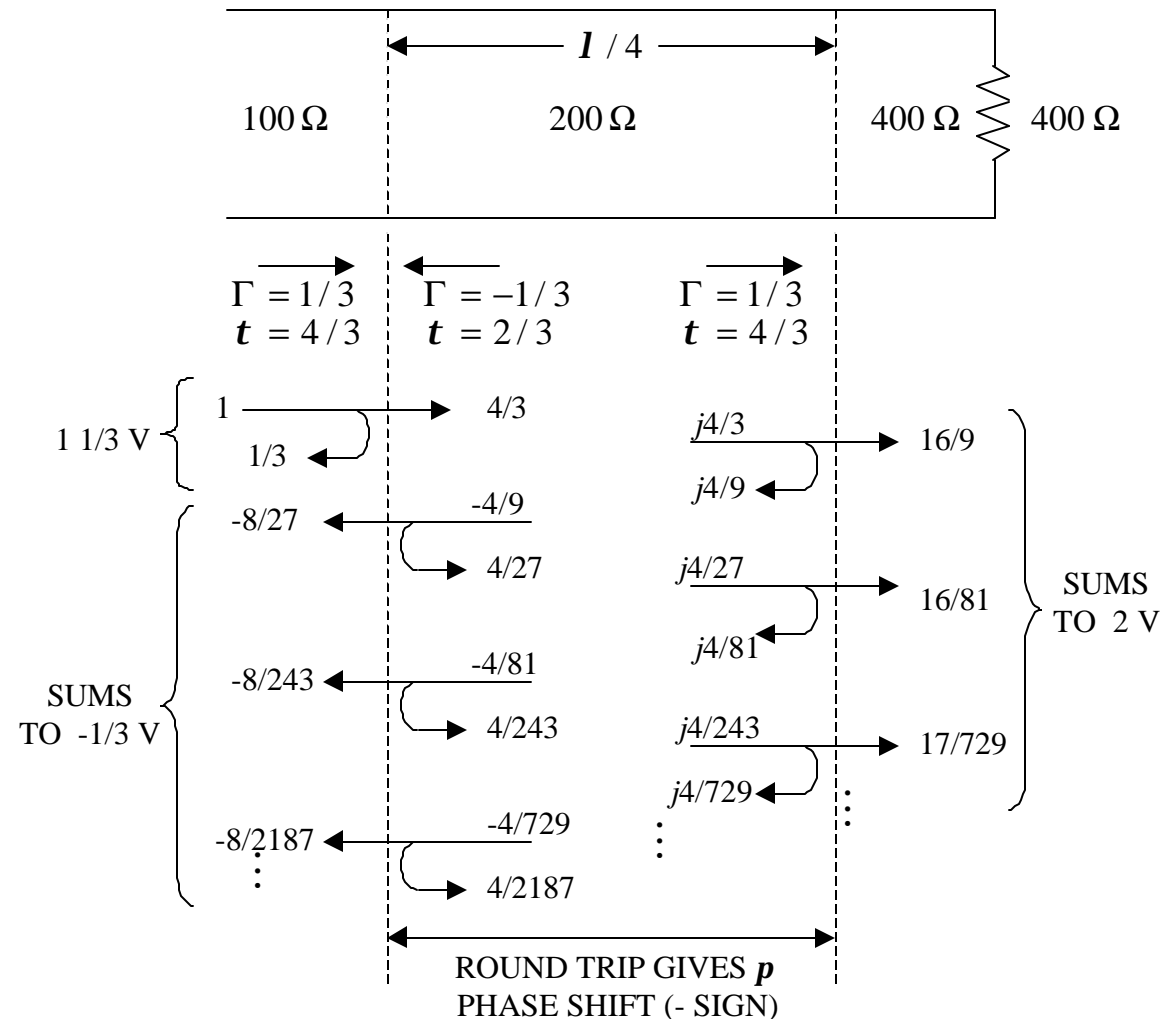 l / 4
100 Ω 200 Ω 400 Ω 400 Ω
Γ = 1 / 3 Γ = −1 / 3 Γ = 1 / 3
t = 4 / 3 t = 2 / 3 t = 4 / 3
1 4/3 j4/3 16/9
1 1/3 V
1/3 j4/9
-8/27 -4/9
4/27 j4/27 16/81
j4/81
SUMS
TO 2 V
-8/243 -4/81
4/243 j4/243 17/729
SUMS
TO -1/3 V
j4/729
-8/2187 -4/729
4/2187
ROUND TRIP GIVES p
PHASE SHIFT (- SIGN)